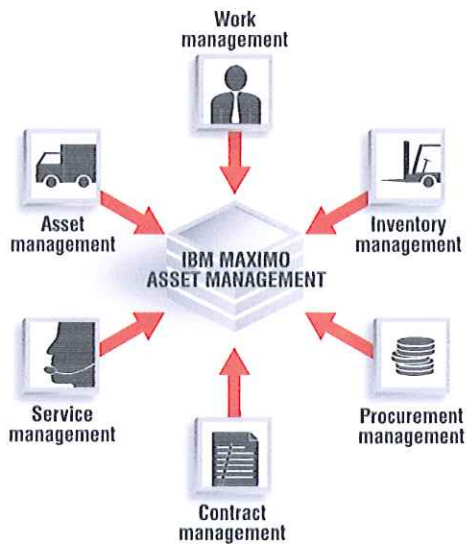 Work
management
Asset
management
Inventory
management
IBM MAXIMO
ASSET MANAGEMENT
Service
management
Procurement
management
Contract
management